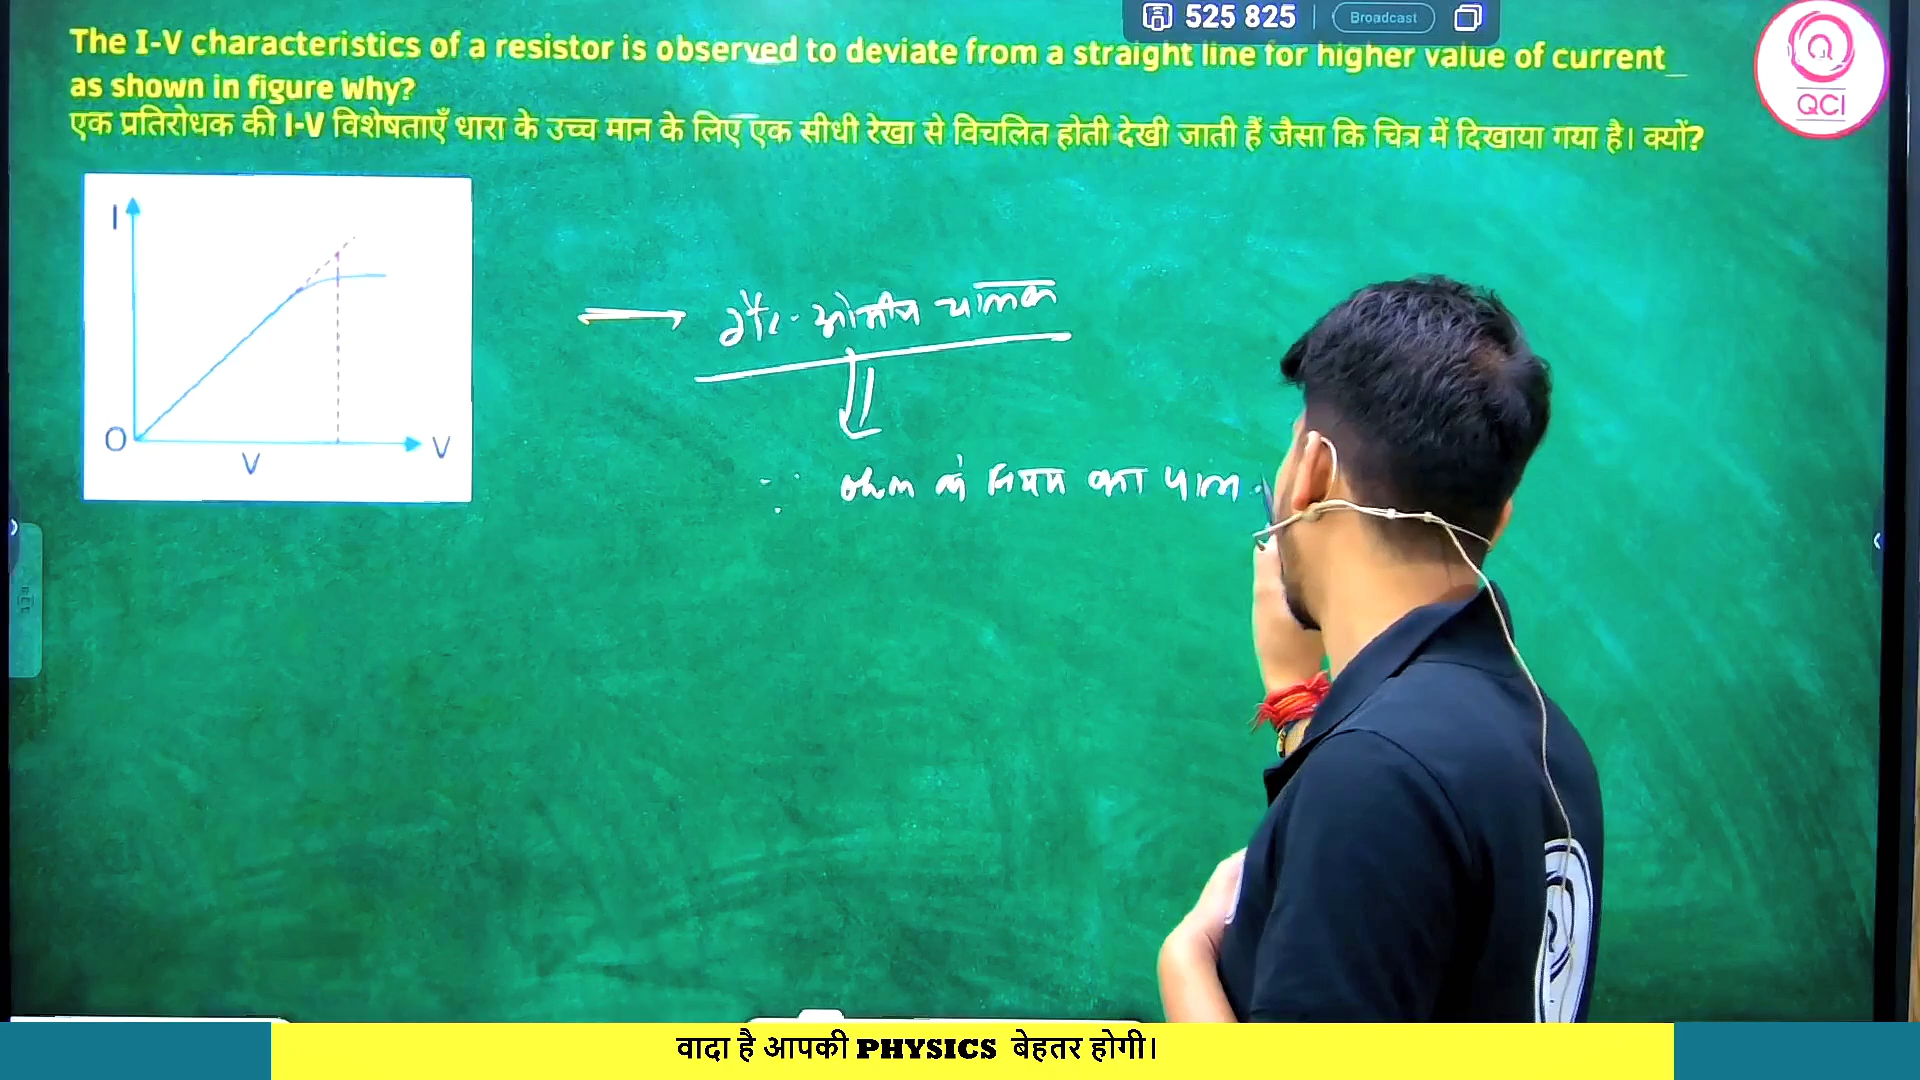 525 825 | Broadcast
The I-V characteristics of a resistor is observed to deviate from a straight line for higher value of current
as shown in figure Why?
एक प्रतिरोधक की I-V विशेषताएँ धारा के उच्च मान के लिए एक सीधी रेखा से विचलित होती देखी जाती हैं जैसा कि चित्र में दिखाया गया है। क्यों?
QCI
I
O
V
V
ओमीय चालक
ohm के नियम का पाल
वादा है आपकी PHYSICS बेहतर होगी।